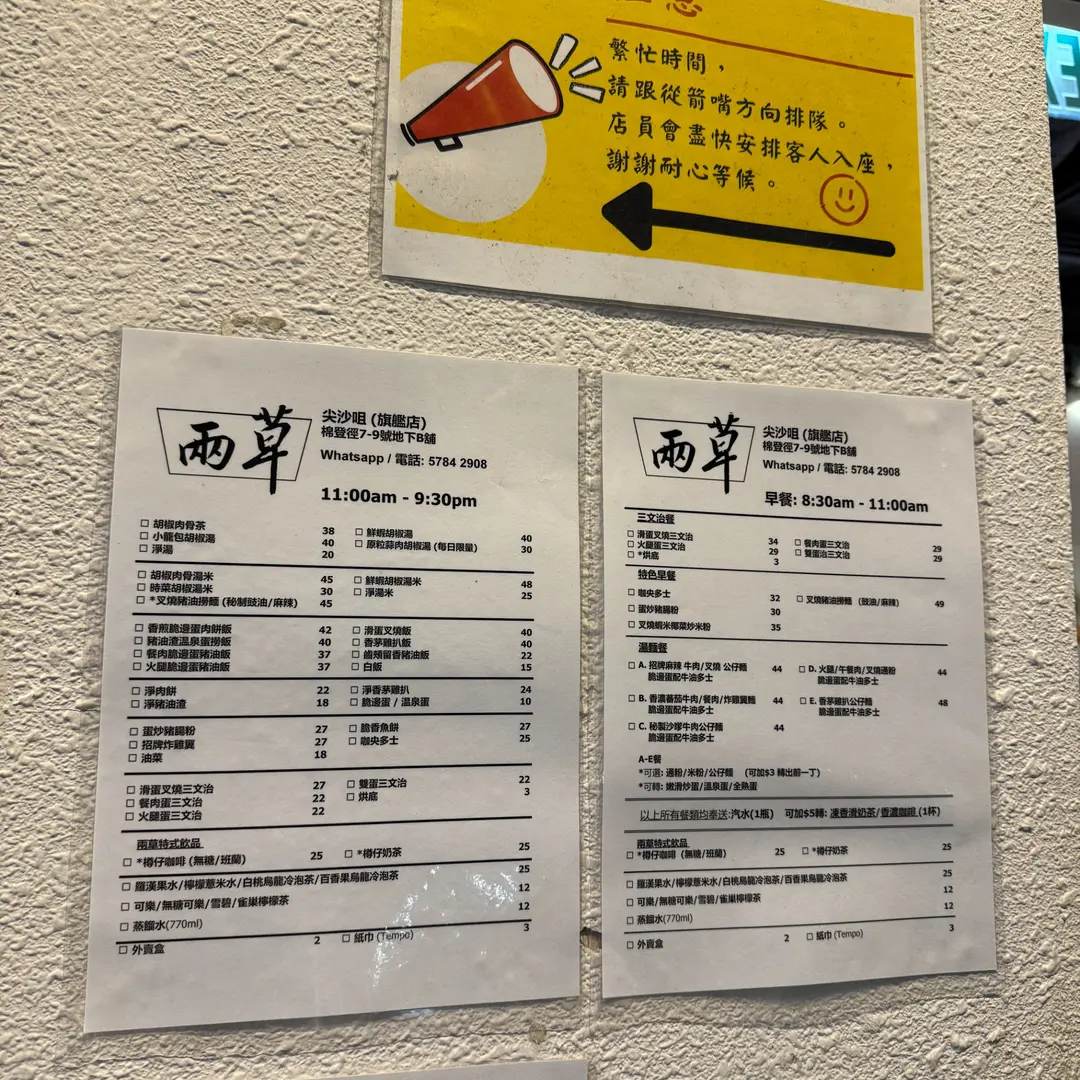 繁忙時間，
請跟從箭嘴方向排隊。
店員會盡快安排客人入座，
謝謝耐心等候。
兩草
尖沙咀 (旗艦店)
棉登徑7-9號地下B舖
Whatsapp / 電話: 5784 2908
11:00am - 9:30pm
□ 胡椒肉骨茶 38 □ 鮮蝦胡椒湯 40
□ 小籠包胡椒湯 40 □ 原粒蒜肉胡椒湯 (每日限量) 30
□ 淨湯 20
□ 胡椒肉骨湯米 45 □ 鮮蝦胡椒湯米 48
□ 時菜胡椒湯米 30 □ 淨湯米 25
□ *叉燒豬油撈麵 (秘制豉油/麻辣) 45
□ 香煎脆邊蛋肉餅飯 42 □ 滑蛋叉燒飯 40
□ 豬油渣溫泉蛋撈飯 40 □ 香茅雞扒飯 40
□ 餐肉脆邊蛋豬油飯 37 □ 齒頰留香豬油飯 22
□ 火腿脆邊蛋豬油飯 37 □ 白飯 15
□ 淨肉餅 22 □ 淨香茅雞扒 24
□ 淨豬油渣 18 □ 脆邊蛋 / 溫泉蛋 10
□ 蛋炒豬腸粉 27 □ 脆香魚餅 27
□ 招牌炸雞翼 27 □ 咖央多士 25
□ 油菜 18
□ 滑蛋叉燒三文治 27 □ 雙蛋三文治 22
□ 餐肉蛋三文治 22 □ 烘底 3
□ 火腿蛋三文治 22
兩草特式飲品
□ *樽仔咖啡 (無糖/班蘭) 25 □ *樽仔奶茶 25
□ 羅漢果水/檸檬薏米水/白桃烏龍冷泡茶/百香果烏龍冷泡茶 25
□ 可樂/無糖可樂/雪碧/雀巢檸檬茶 12
□ 蒸餾水(770ml) 12
□ 外賣盒 2 □ 紙巾 (Tempo) 3
兩草
尖沙咀 (旗艦店)
棉登徑7-9號地下B舖
Whatsapp / 電話: 5784 2908
早餐: 8:30am - 11:00am
三文治餐
□ 滑蛋叉燒三文治 34 □ 餐肉蛋三文治 29
□ 火腿蛋三文治 29 □ 雙蛋治三文治 29
□ *烘底 3
特色早餐
□ 咖央多士 32 □ 叉燒豬油撈麵 (豉油/麻辣) 49
□ 蛋炒豬腸粉 30
□ 叉燒蝦米椰菜炒米粉 35
湯麵餐
□ A. 招牌麻辣 牛肉/叉燒 公仔麵 44 □ D. 火腿/午餐肉/叉燒通粉 44
脆邊蛋配牛油多士 脆邊蛋配牛油多士
□ B. 香濃蕃茄牛肉/餐肉/炸雞翼麵 44 □ E. 香茅雞扒公仔麵 48
脆邊蛋配牛油多士 脆邊蛋配牛油多士
□ C. 秘製沙嗲牛肉公仔麵 44
脆邊蛋配牛油多士
A-E餐
*可選: 通粉/米粉/公仔麵 (可加$3 轉出前一丁)
*可轉: 嫩滑炒蛋/溫泉蛋/全熟蛋
以上所有餐類均奉送:汽水(1瓶) 可加$5轉: 凍香滑奶茶/香濃咖啡 (1杯)
兩草特式飲品
□ *樽仔咖啡 (無糖/班蘭) 25 □ *樽仔奶茶 25
□ 羅漢果水/檸檬薏米水/白桃烏龍冷泡茶/百香果烏龍冷泡茶 25
□ 可樂/無糖可樂/雪碧/雀巢檸檬茶 12
□ 蒸餾水(770ml) 12
□ 外賣盒 2 □ 紙巾 (Tempo) 3